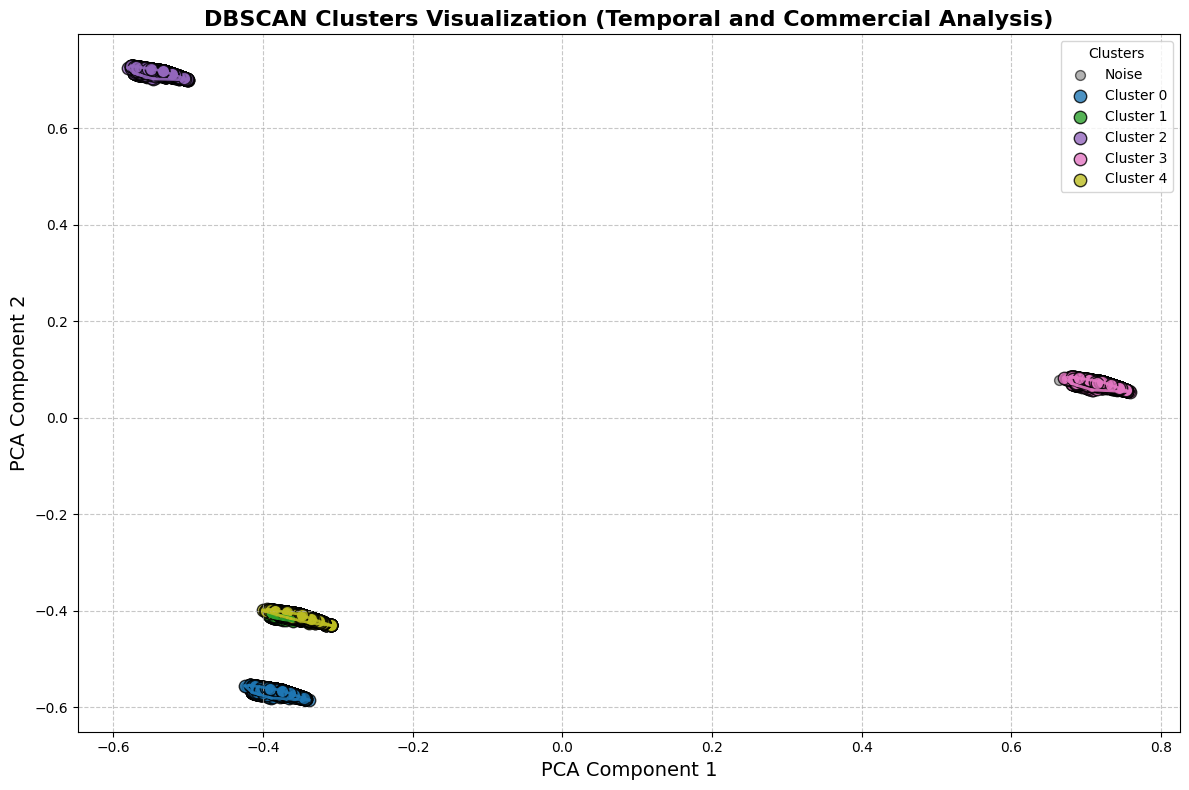 DBSCAN Clusters Visualization (Temporal and Commercial Analysis)
Clusters
Noise
Cluster 0
Cluster 1
Cluster 2
Cluster 3
Cluster 4
PCA Component 2
0.6
0.4
0.2
0.0
−0.2
−0.4
−0.6
−0.6 −0.4 −0.2 0.0 0.2 0.4 0.6 0.8
PCA Component 1